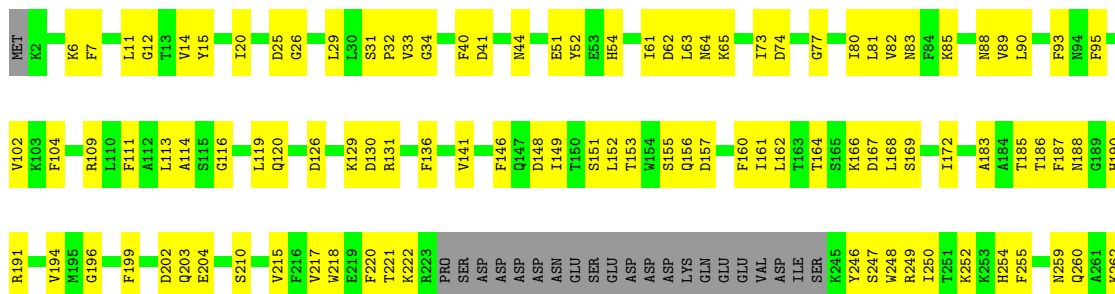 MET K2 K6 F7 L11 G12 T13 V14 Y15 I20 D25 G26 L29 L30 S31 P32 V33 G34 F40 D41 N44 E51 Y52 E53 H54 I61 D62 L63 N64 K65 I73 D74 G77 I80 L81 V82 N83 F84 K85 N88 V89 L90 F93 N94 F95
V102 K103 F104 R109 L110 F111 A112 L113 A114 S115 G116 L119 Q120 D126 K129 D130 R131 F136 V141 F146 Q147 D148 I149 T150 S151 L152 T153 W154 S155 Q156 D157 F160 I161 L162 T163 T164 S165 K166 D167 L168 S169 I172 A183 A184 T185 T186 F187 N188 G189 H190
R191 V194 M195 G196 F199 D202 Q203 E204 S210 V215 F216 V217 W218 E219 F220 T221 K222 R223 PRO SER ASP ASP ASP ASP ASN GLU SER GLU ASP ASP ASP SER LYS GLN GLU GLU VAL ASP ILE SER K245 Y246 S247 W248 R249 I250 T251 K252 K253 H254 F255 N259 Q260 A261